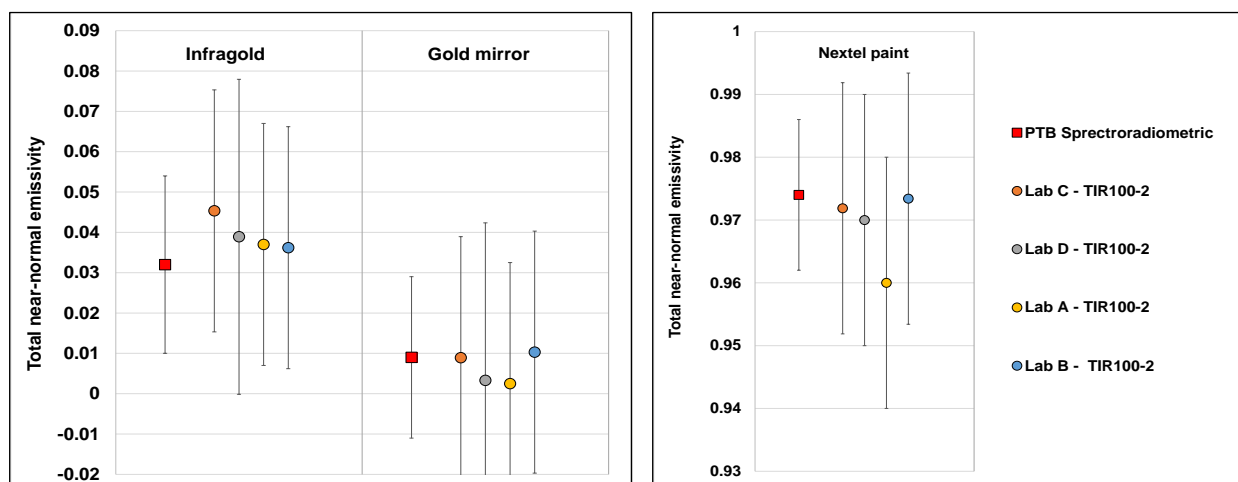 Total near-normal emissivity
0.09
0.08
0.07
0.06
0.05
0.04
0.03
0.02
0.01
0
-0.01
-0.02
Infragold
Gold mirror
Total near-normal emissivity
1
0.99
0.98
0.97
0.96
0.95
0.94
0.93
Nextel paint
PTB Sprectroradiometric
Lab C - TIR100-2
Lab D - TIR100-2
Lab A - TIR100-2
Lab B - TIR100-2